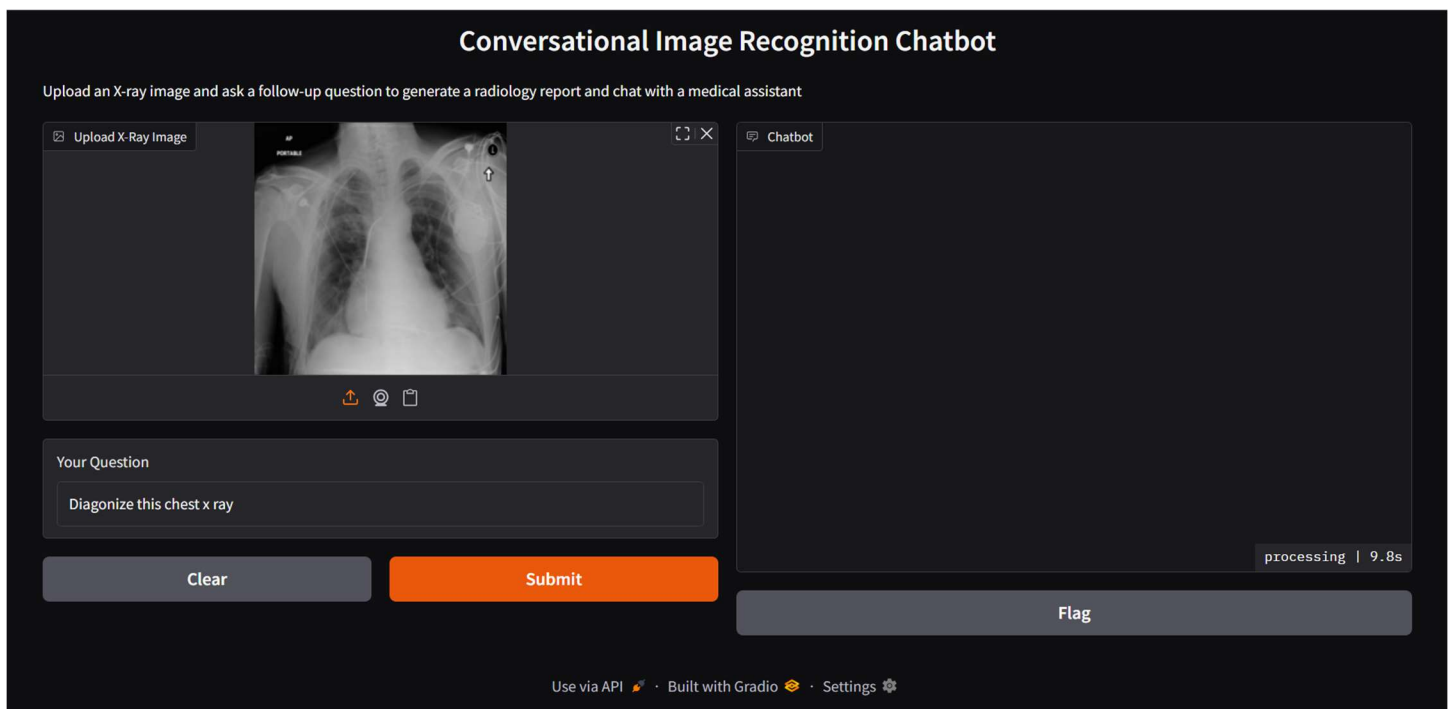 Conversational Image Recognition Chatbot
Upload an X-ray image and ask a follow-up question to generate a radiology report and chat with a medical assistant
Upload X-Ray Image
AP
PORTABLE
L
Chatbot
Your Question
Diagonize this chest x ray
processing | 9.8s
Clear
Submit
Flag
Use via API · Built with Gradio · Settings